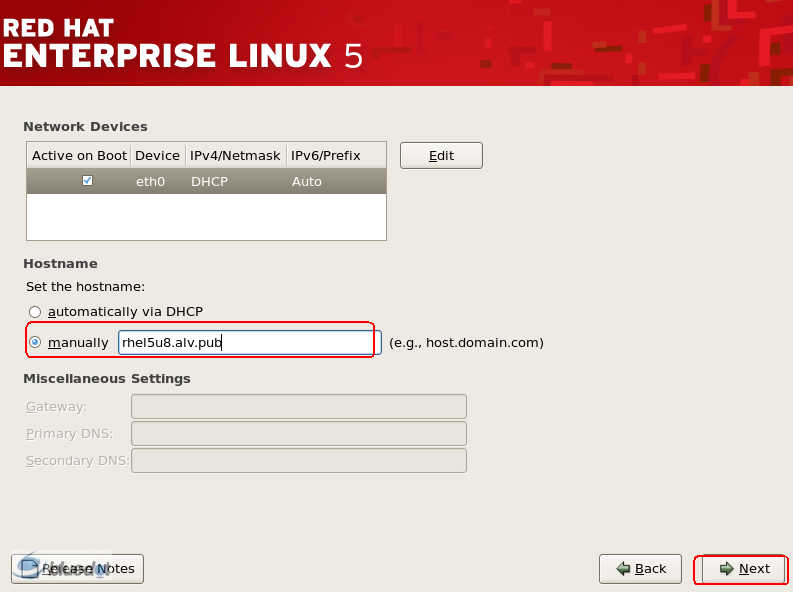 RED HAT
ENTERPRISE LINUX 5
Network Devices
Active on Boot Device IPv4/Netmask IPv6/Prefix
eth0 DHCP Auto
Edit
Hostname
Set the hostname:
automatically via DHCP
manually rhel5u8.alv.pub (e.g., host.domain.com)
Miscellaneous Settings
Gateway:
Primary DNS:
Secondary DNS:
Release Notes
Back
Next